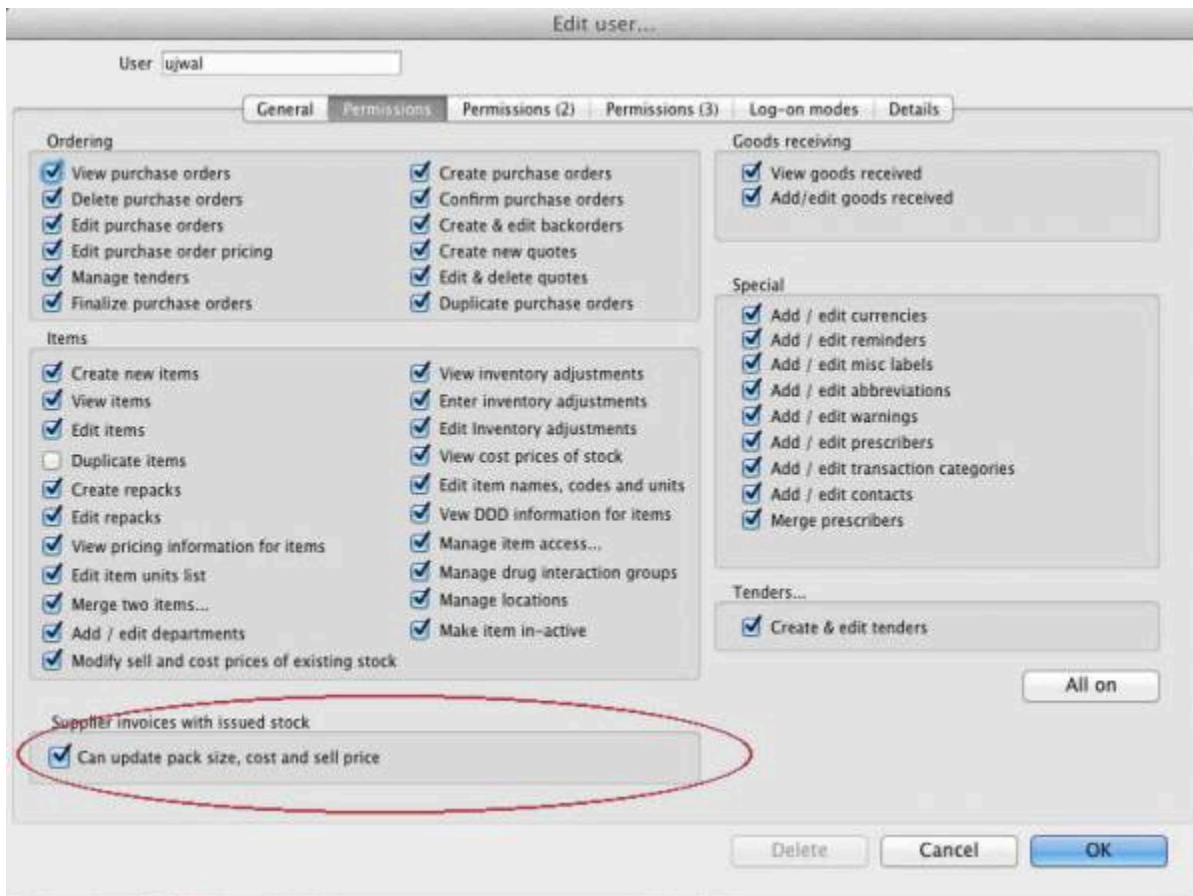 Edit user...
User ujwal
General Permissions Permissions (2) Permissions (3) Log-on modes Details
Ordering
View purchase orders
Delete purchase orders
Edit purchase orders
Edit purchase order pricing
Manage tenders
Finalize purchase orders
Create purchase orders
Confirm purchase orders
Create & edit backorders
Create new quotes
Edit & delete quotes
Duplicate purchase orders
Goods receiving
View goods received
Add/edit goods received
Items
Create new items
View items
Edit items
Duplicate items
Create repacks
Edit repacks
View pricing information for items
Edit item units list
Merge two items...
Add / edit departments
Modify sell and cost prices of existing stock
View inventory adjustments
Enter inventory adjustments
Edit Inventory adjustments
View cost prices of stock
Edit item names, codes and units
Vew DDD information for items
Manage item access...
Manage drug interaction groups
Manage locations
Make item in-active
Special
Add / edit currencies
Add / edit reminders
Add / edit misc labels
Add / edit abbreviations
Add / edit warnings
Add / edit prescribers
Add / edit transaction categories
Add / edit contacts
Merge prescribers
Tenders...
Create & edit tenders
All on
Supplier invoices with issued stock
Can update pack size, cost and sell price
Delete Cancel OK